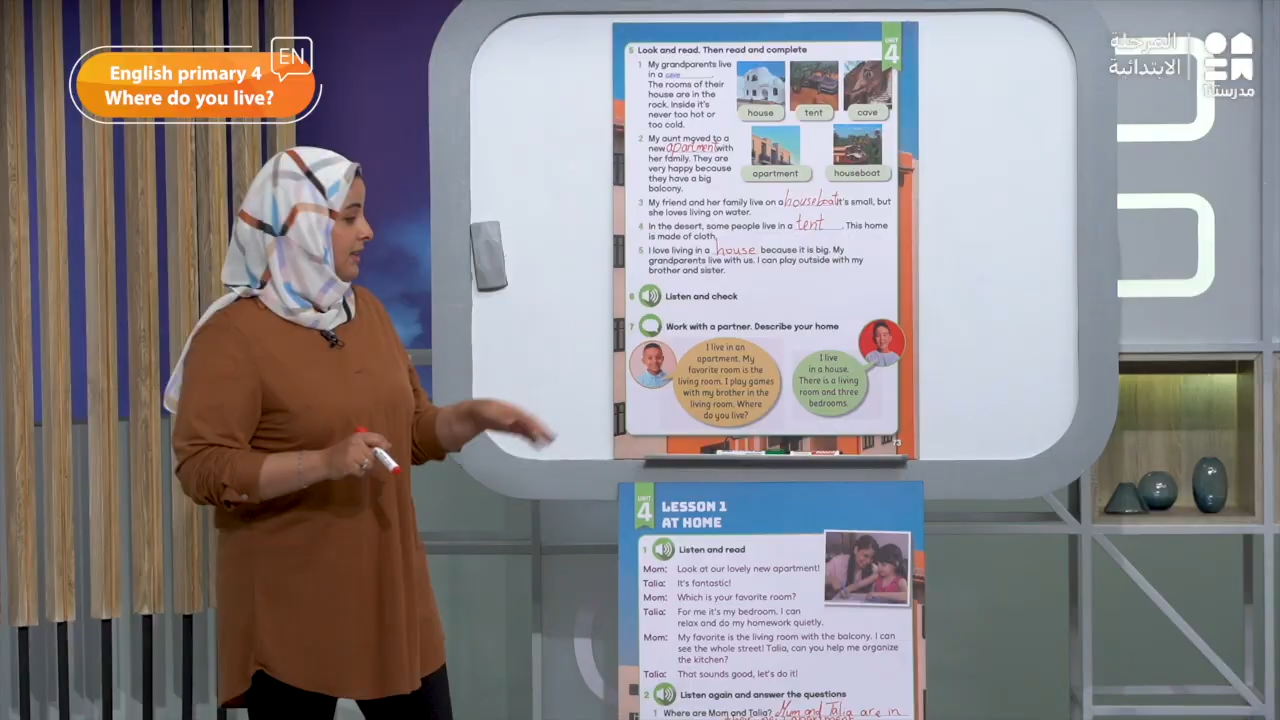 EN
English primary 4
Where do you live?
المرحلة
الابتدائية
مدرستنا
UNIT
4
5 Look and read. Then read and complete
1 My grandparents live
in a cave.
The rooms of their
house are in the
rock. Inside it's
never too hot or
too cold.
house
tent
cave
2 My aunt moved to a
new apartment with
her family. They are
very happy because
they have a big
balcony.
apartment
houseboat
3 My friend and her family live on a houseboat It's small, but
she loves living on water.
4 In the desert, some people live in a tent. This home
is made of cloth.
5 I love living in a house because it is big. My
grandparents live with us. I can play outside with my
brother and sister.
6 Listen and check
7 Work with a partner. Describe your home
I live in an
apartment. My
favorite room is the
living room. I play games
with my brother in the
living room. Where
do you live?
I live
in a house.
There is a living
room and three
bedrooms.
73
UNIT
4
LESSON 1
AT HOME
1 Listen and read
Mom: Look at our lovely new apartment!
Talia: It's fantastic!
Mom: Which is your favorite room?
Talia: For me it's my bedroom. I can
relax and do my homework quietly.
Mom: My favorite is the living room with the balcony. I can
see the whole street! Talia, can you help me organize
the kitchen?
Talia: That sounds good, let's do it!
2 Listen again and answer the questions
1 Where are Mom and Talia? Mum and Talia are in
their new apartment